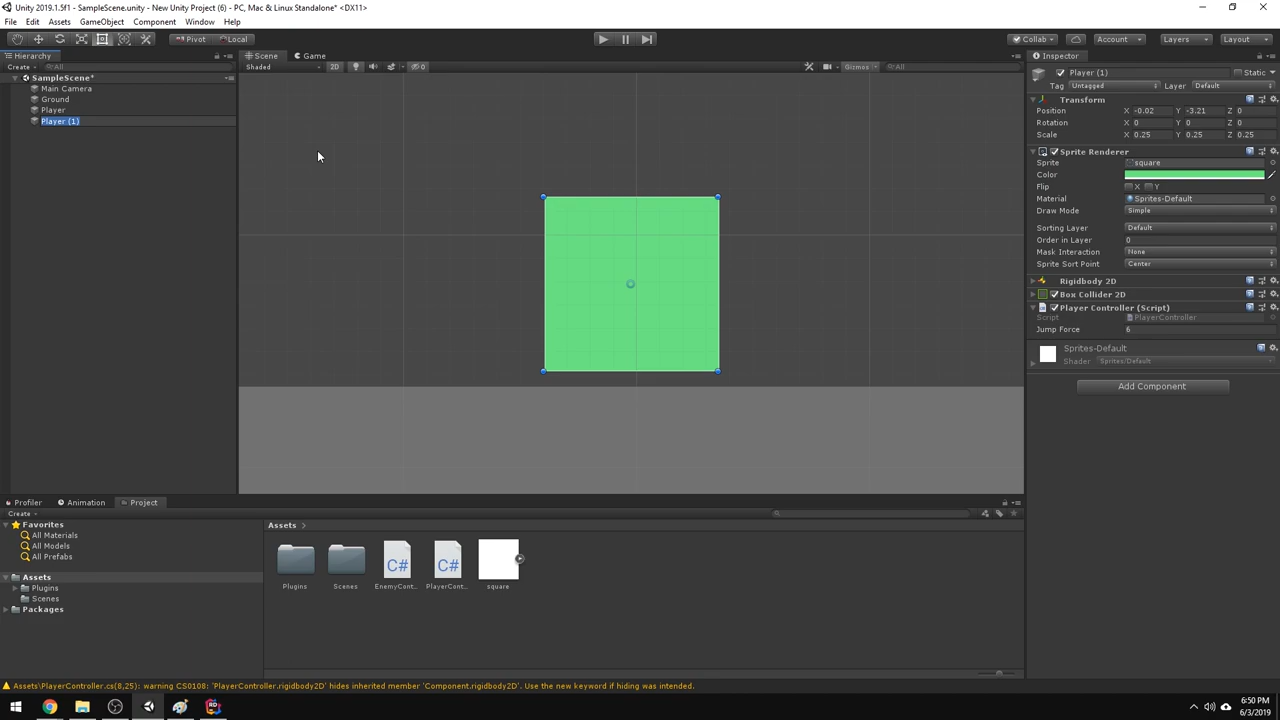 Unity 2019.1.5f1 - SampleScene.unity - New Unity Project (6) - PC, Mac & Linux Standalone* <DX11>
File Edit Assets GameObject Component Window Help
Pivot Local Collab Account Layers Layout
Hierarchy Scene Game Inspector
Create All Shaded 2D 0 Gizmos All
SampleScene*
Main Camera
Ground
Player
Player (1)
Player (1) Static
Tag Untagged Layer Default
Transform
Position X -0.02 Y -3.21 Z 0
Rotation X 0 Y 0 Z 0
Scale X 0.25 Y 0.25 Z 0.25
Sprite Renderer
Sprite square
Color
Flip X Y
Material Sprites-Default
Draw Mode Simple
Sorting Layer Default
Order in Layer 0
Mask Interaction None
Sprite Sort Point Center
Rigidbody 2D
Box Collider 2D
Player Controller (Script)
Script PlayerController
Jump Force 6
Sprites-Default
Shader Sprites/Default
Add Component
Profiler Animation Project
Create
Favorites
All Materials
All Models
All Prefabs
Assets
Plugins
Scenes
Packages
Assets
C# C#
Plugins Scenes EnemyCont... PlayerCont... square
Assets\PlayerController.cs(8,25): warning CS0108: 'PlayerController.rigidbody2D' hides inherited member 'Component.rigidbody2D'. Use the new keyword if hiding was intended.
RD
6:50 PM
6/3/2019